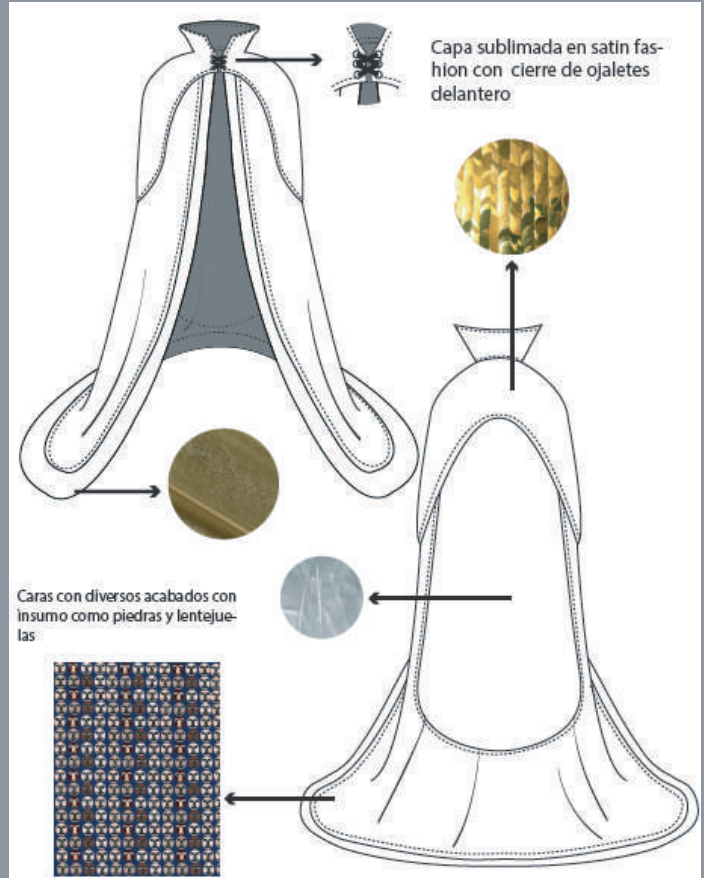 Capa sublimada en satin fas-
hion con cierre de ojaletes
delantero
Caras con diversos acabados con
insumo como piedras y lentejue-
las